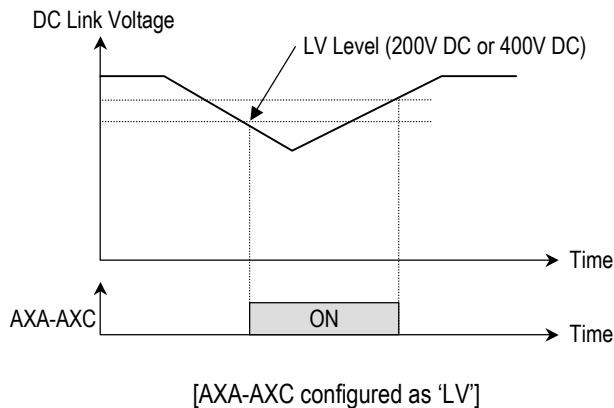 DC Link Voltage
LV Level (200V DC or 400V DC)
Time
AXA-AXC
ON
Time
[AXA-AXC configured as ‘LV’]